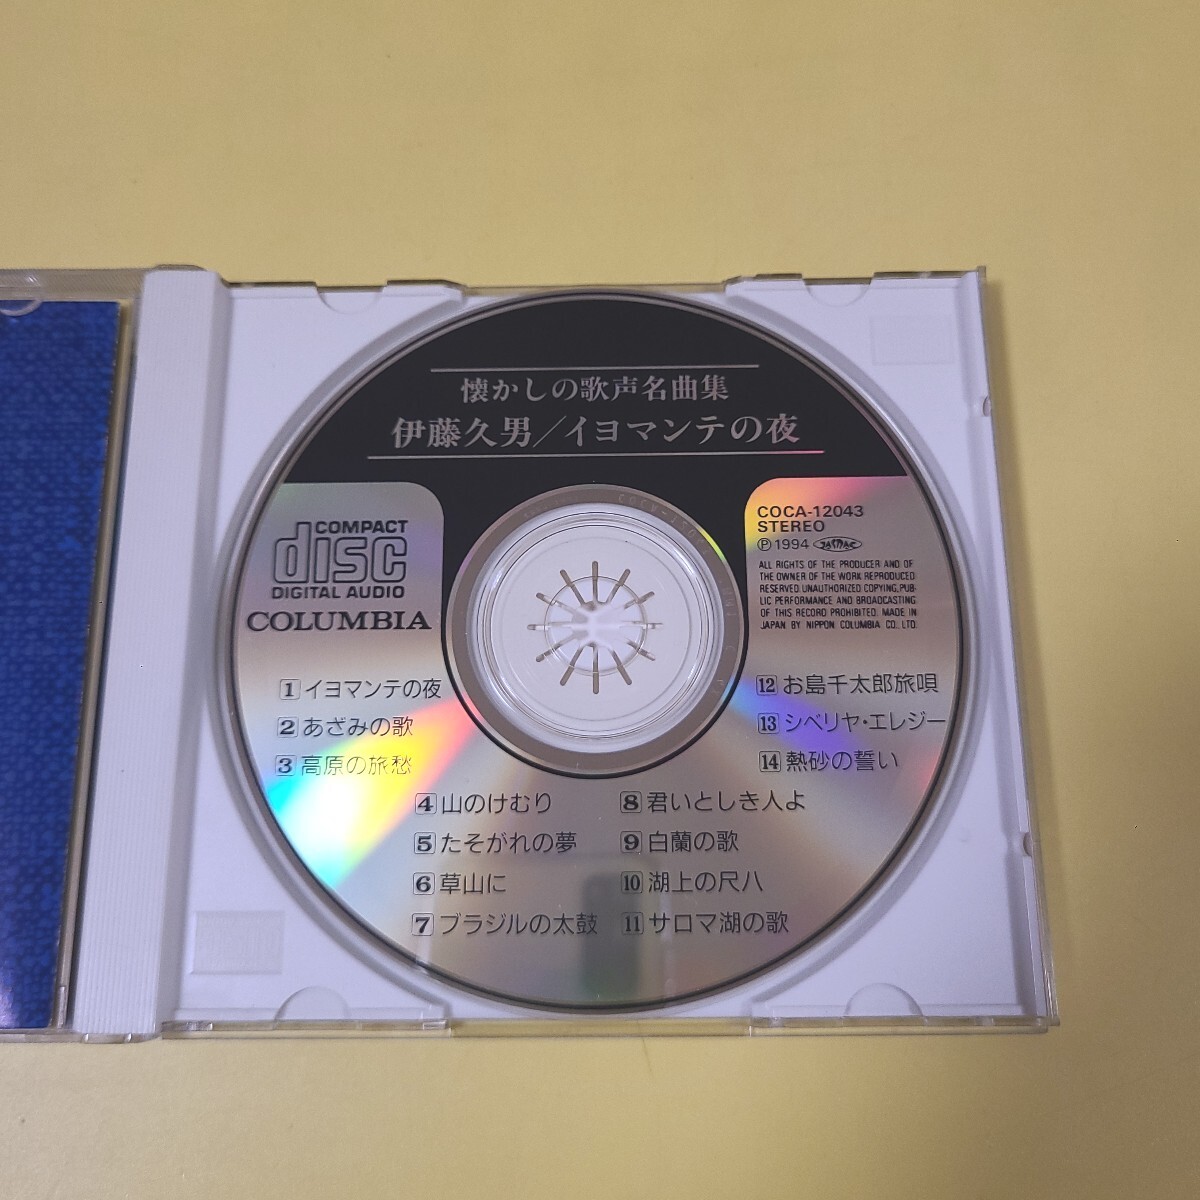 懐かしの歌声名曲集
伊藤久男／イヨマンテの夜
COMPACT
disc
DIGITAL AUDIO
COLUMBIA
COCA-12043
STEREO
Ⓟ1994 JASRAC
ALL RIGHTS OF THE PRODUCER AND OF
THE OWNER OF THE WORK REPRODUCED
RESERVED. UNAUTHORIZED COPYING, PUB-
LIC PERFORMANCE AND BROADCASTING
OF THIS RECORD PROHIBITED. MADE IN
JAPAN BY NIPPON COLUMBIA CO., LTD.
1 イヨマンテの夜
2 あざみの歌
3 高原の旅愁
4 山のけむり
5 たそがれの夢
6 草山に
7 ブラジルの太鼓
8 君いとしき人よ
9 白蘭の歌
10 湖上の尺八
11 サロマ湖の歌
12 お島千太郎旅唄
13 シベリヤ・エレジー
14 熱砂の誓い